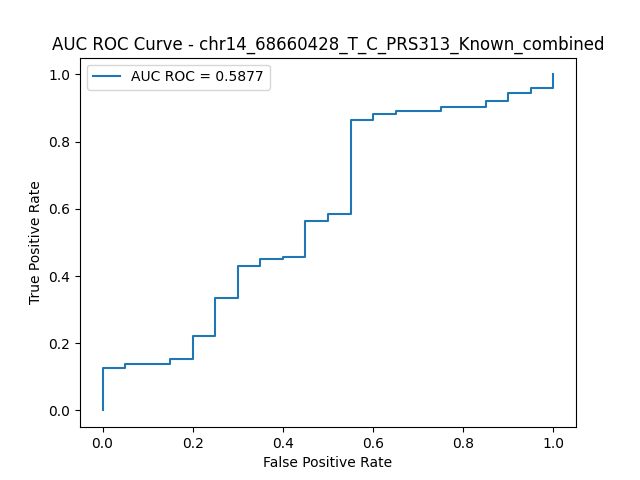 AUC ROC Curve - chr14_68660428_T_C_PRS313_Known_combined
AUC ROC = 0.5877
1.0
0.8
0.6
0.4
0.2
0.0
True Positive Rate
0.0 0.2 0.4 0.6 0.8 1.0
False Positive Rate